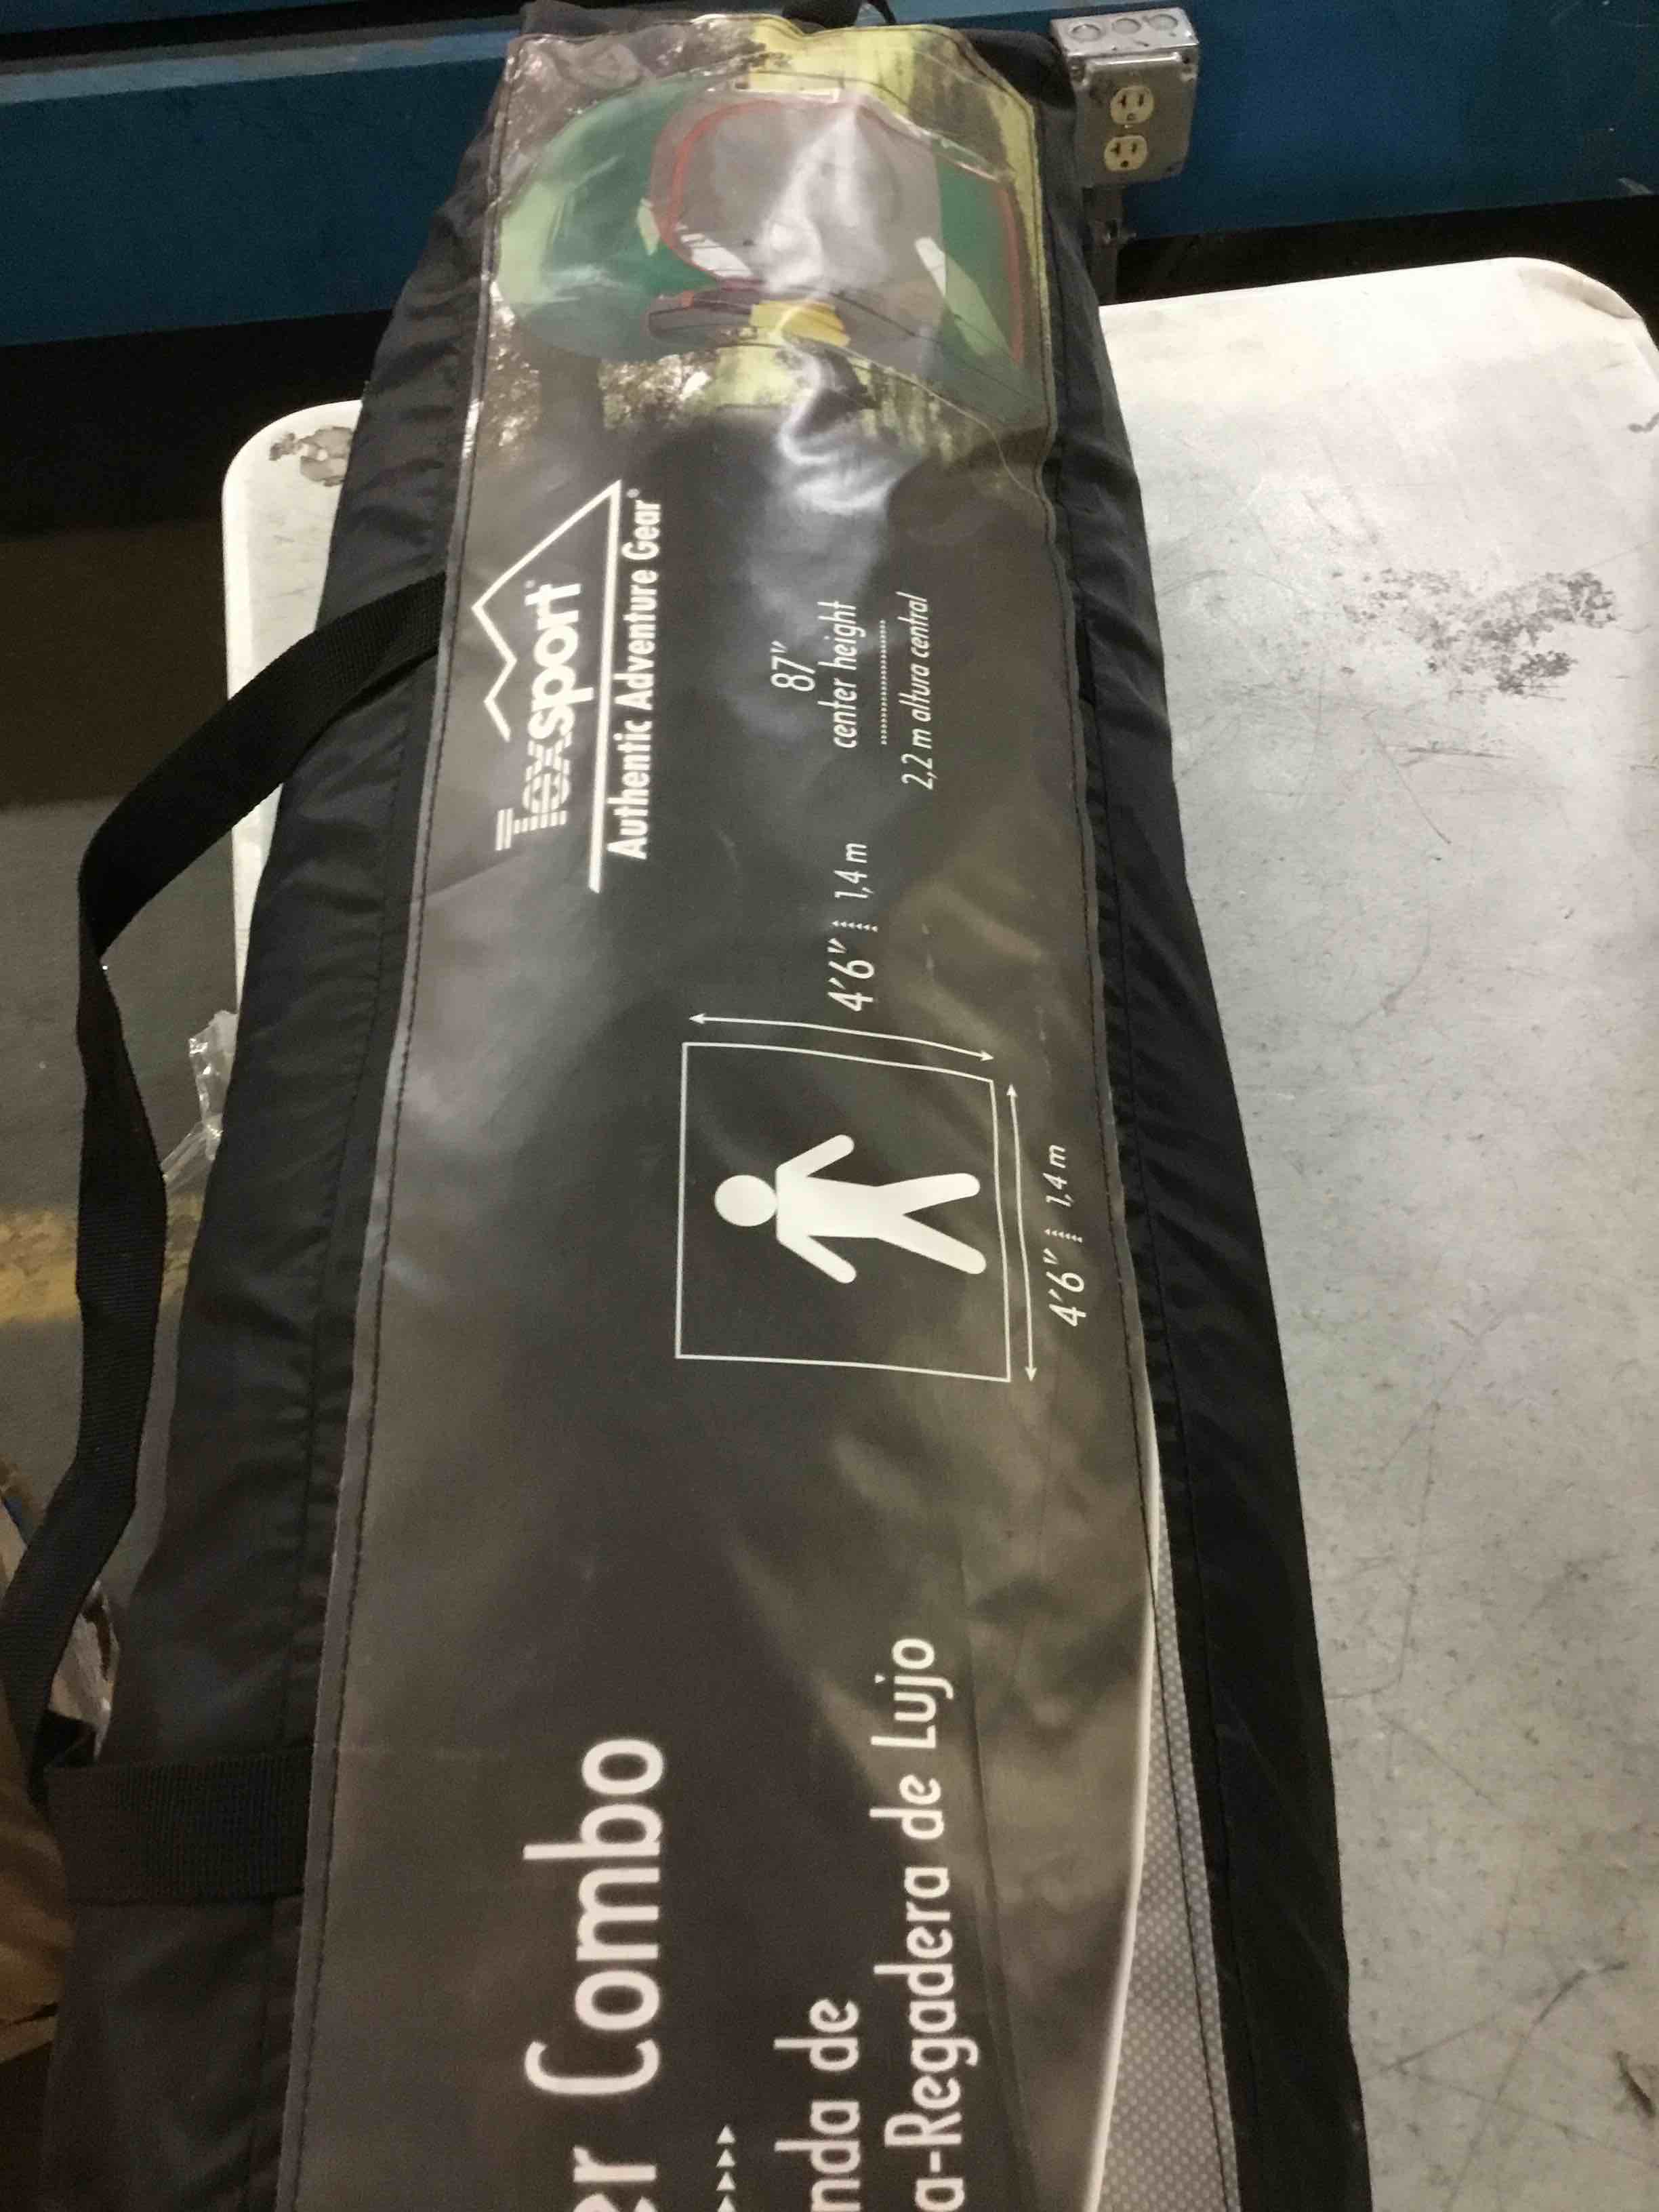 Texsport®
Authentic Adventure Gear®
87"
center height
2,2 m altura central
4'6" 1,4 m
4'6" 1,4 m
er Combo
nda de
a-Regadera de Lujo